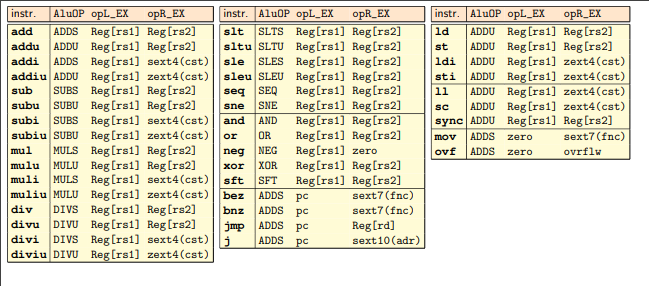 instr. AluOP opL_EX opR_EX
add ADDS Reg[rs1] Reg[rs2]
addu ADDU Reg[rs1] Reg[rs2]
addi ADDS Reg[rs1] sext4(cst)
addiu ADDU Reg[rs1] zext4(cst)
sub SUBS Reg[rs1] Reg[rs2]
subu SUBU Reg[rs1] Reg[rs2]
subi SUBS Reg[rs1] sext4(cst)
subiu SUBU Reg[rs1] zext4(cst)
mul MULS Reg[rs1] Reg[rs2]
mulu MULU Reg[rs1] Reg[rs2]
muli MULS Reg[rs1] sext4(cst)
muliu MULU Reg[rs1] zext4(cst)
div DIVS Reg[rs1] Reg[rs2]
divu DIVU Reg[rs1] Reg[rs2]
divi DIVS Reg[rs1] sext4(cst)
diviu DIVU Reg[rs1] zext4(cst)
instr. AluOP opL_EX opR_EX
slt SLTS Reg[rs1] Reg[rs2]
sltu SLTU Reg[rs1] Reg[rs2]
sle SLES Reg[rs1] Reg[rs2]
sleu SLEU Reg[rs1] Reg[rs2]
seq SEQ Reg[rs1] Reg[rs2]
sne SNE Reg[rs1] Reg[rs2]
and AND Reg[rs1] Reg[rs2]
or OR Reg[rs1] Reg[rs2]
neg NEG Reg[rs1] zero
xor XOR Reg[rs1] Reg[rs2]
sft SFT Reg[rs1] Reg[rs2]
bez ADDS pc sext7(fnc)
bnz ADDS pc sext7(fnc)
jmp ADDS pc Reg[rd]
j ADDS pc sext10(adr)
instr. AluOP opL_EX opR_EX
ld ADDU Reg[rs1] Reg[rs2]
st ADDU Reg[rs1] Reg[rs2]
ldi ADDU Reg[rs1] zext4(cst)
sti ADDU Reg[rs1] zext4(cst)
ll ADDU Reg[rs1] zext4(cst)
sc ADDU Reg[rs1] zext4(cst)
sync ADDU Reg[rs1] Reg[rs2]
mov ADDS zero sext7(fnc)
ovf ADDS zero ovrflw